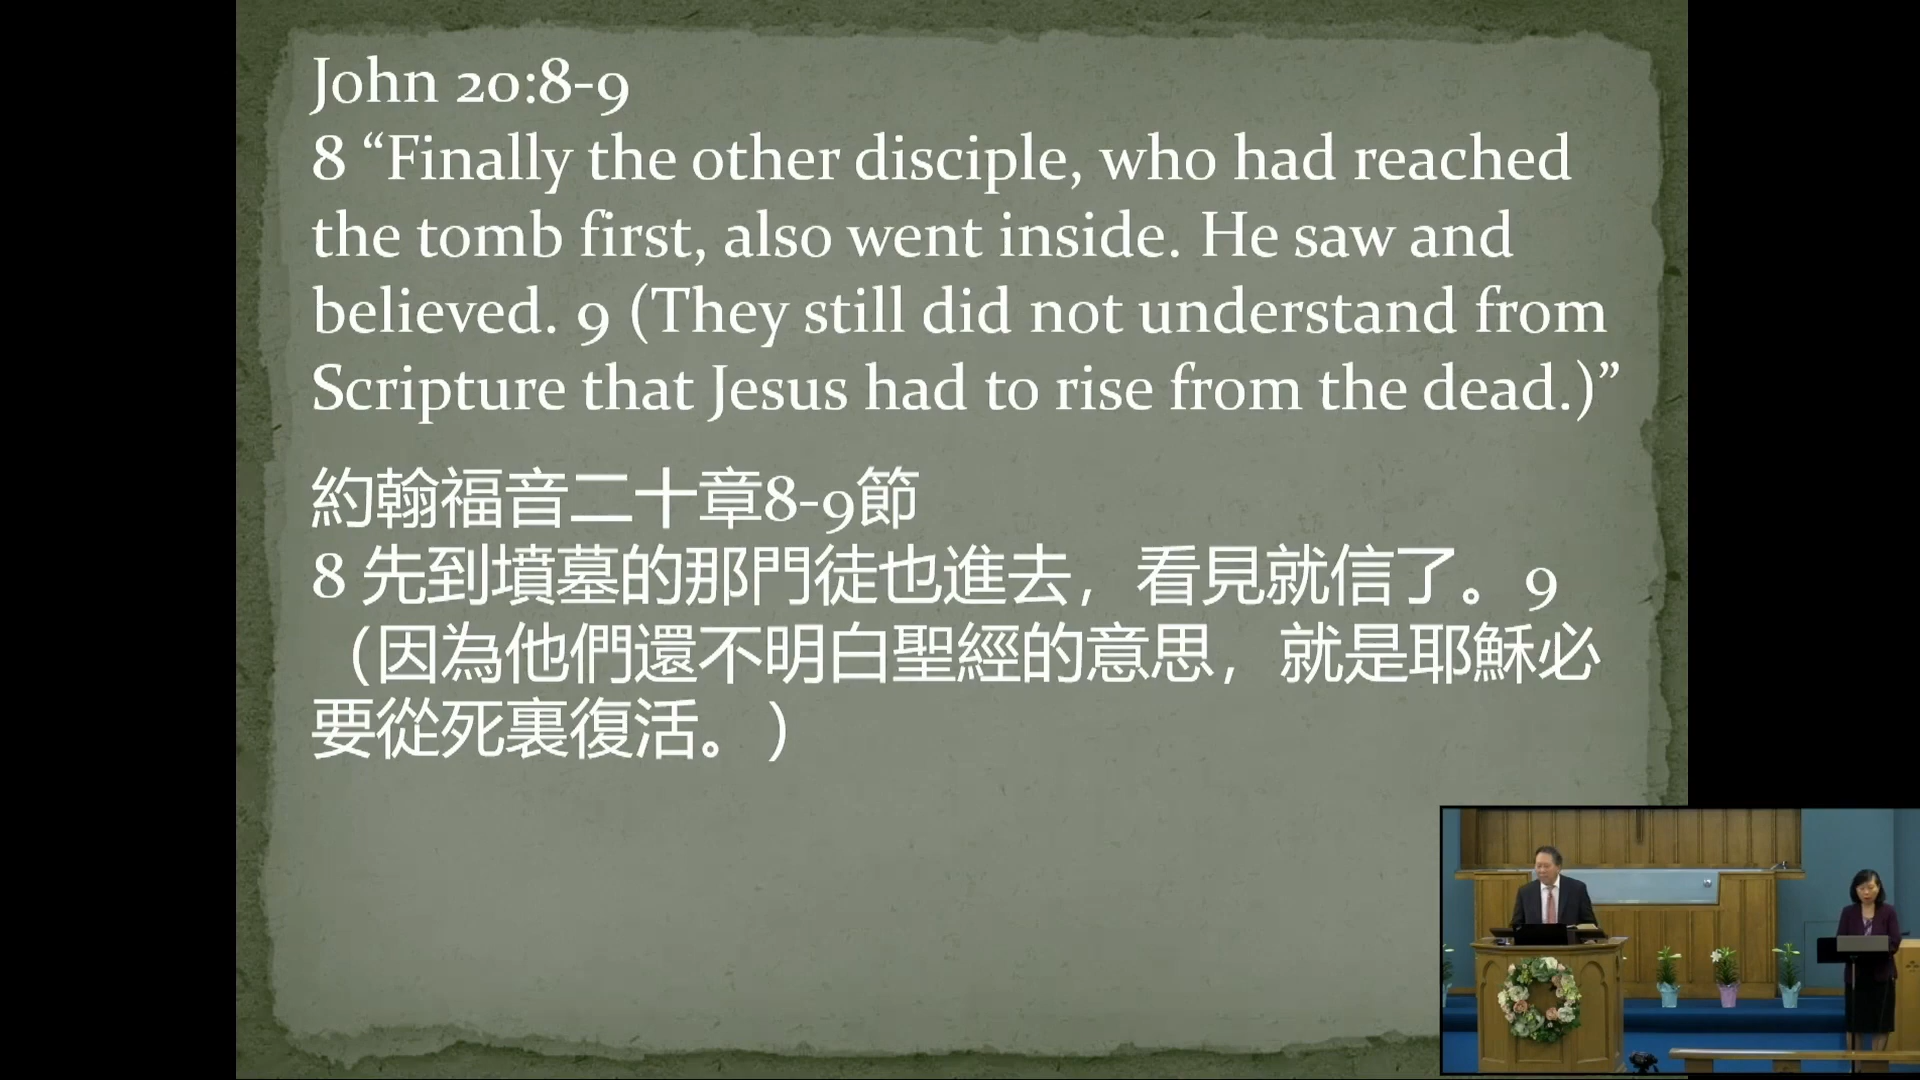 John 20:8-9
8 “Finally the other disciple, who had reached
the tomb first, also went inside. He saw and
believed. 9 (They still did not understand from
Scripture that Jesus had to rise from the dead.)”
約翰福音二十章8-9節
8 先到墳墓的那門徒也進去，看見就信了。9
（因為他們還不明白聖經的意思，就是耶穌必
要從死裏復活。）